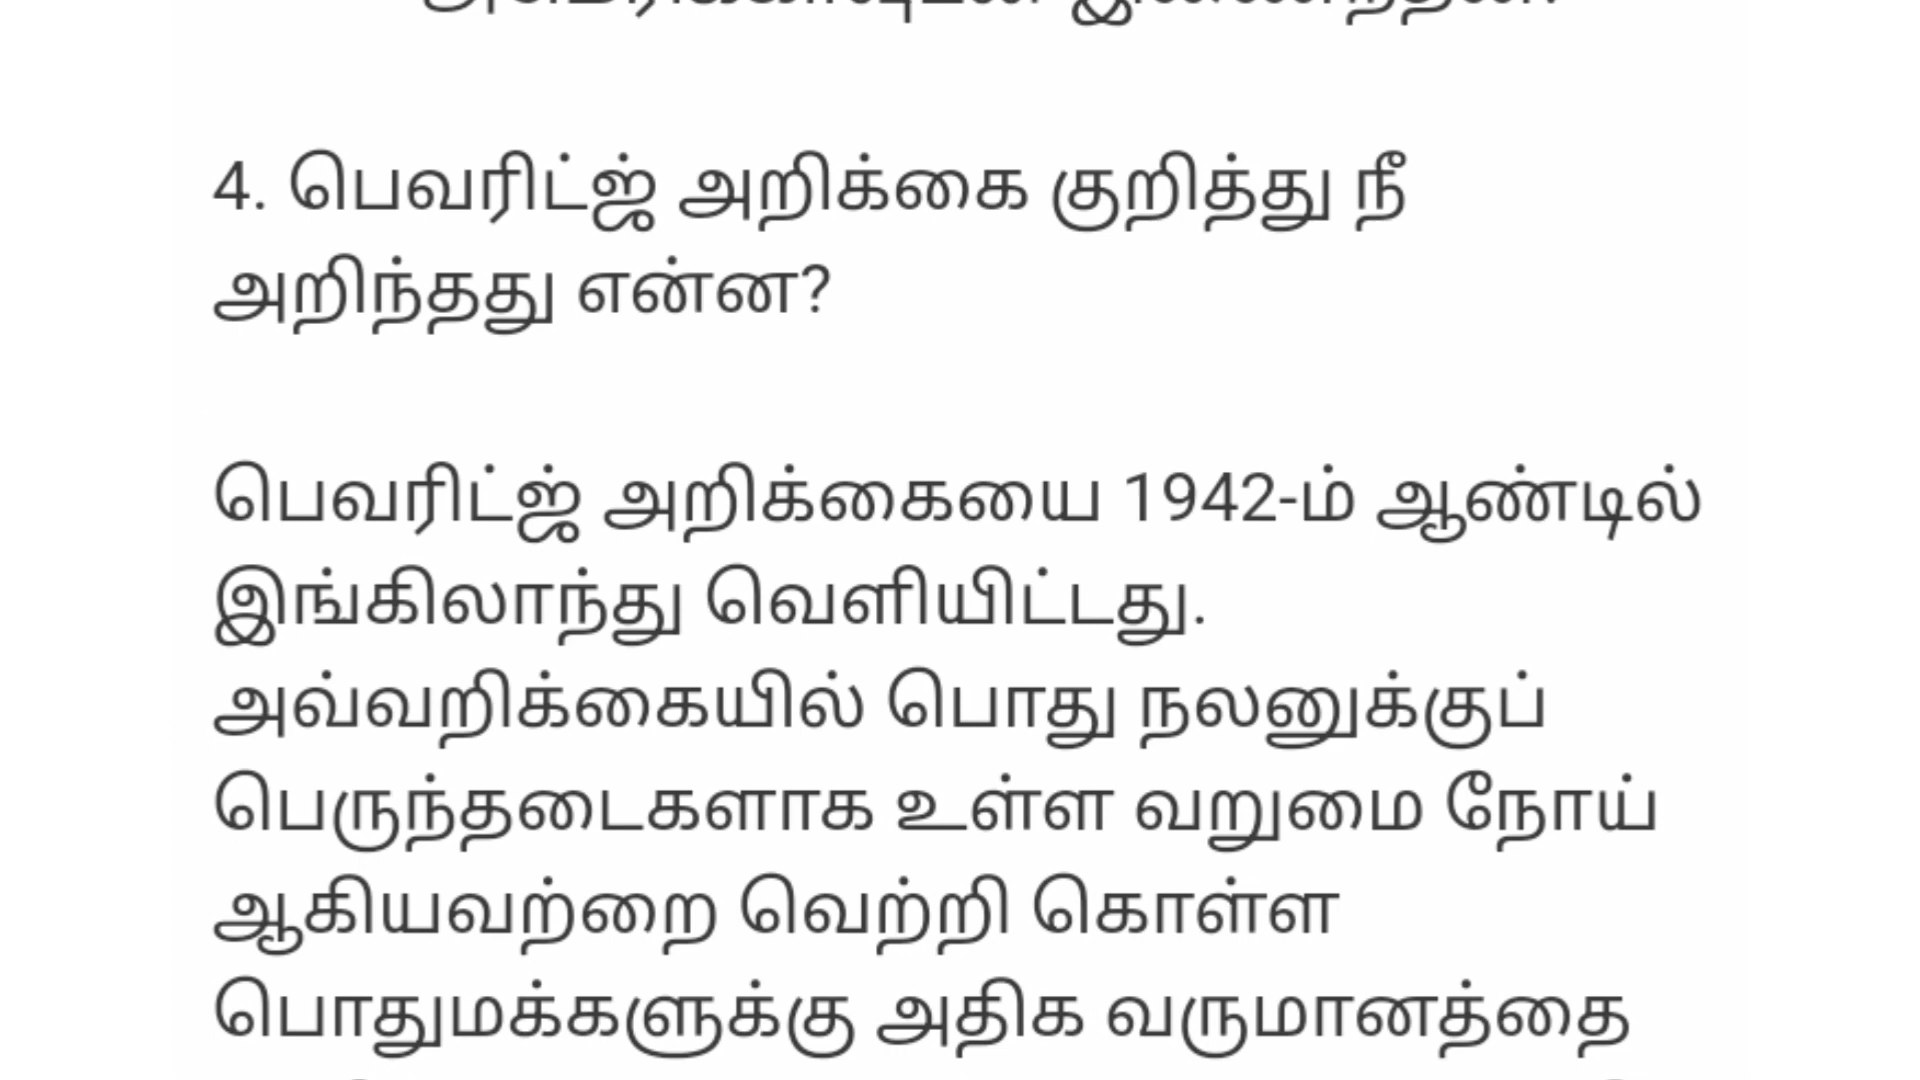 4. பெவரிட்ஜ் அறிக்கை குறித்து நீ
அறிந்தது என்ன?
பெவரிட்ஜ் அறிக்கையை 1942-ம் ஆண்டில்
இங்கிலாந்து வெளியிட்டது.
அவ்வறிக்கையில் பொது நலனுக்குப்
பெருந்தடைகளாக உள்ள வறுமை நோய்
ஆகியவற்றை வெற்றி கொள்ள
பொதுமக்களுக்கு அதிக வருமானத்தை